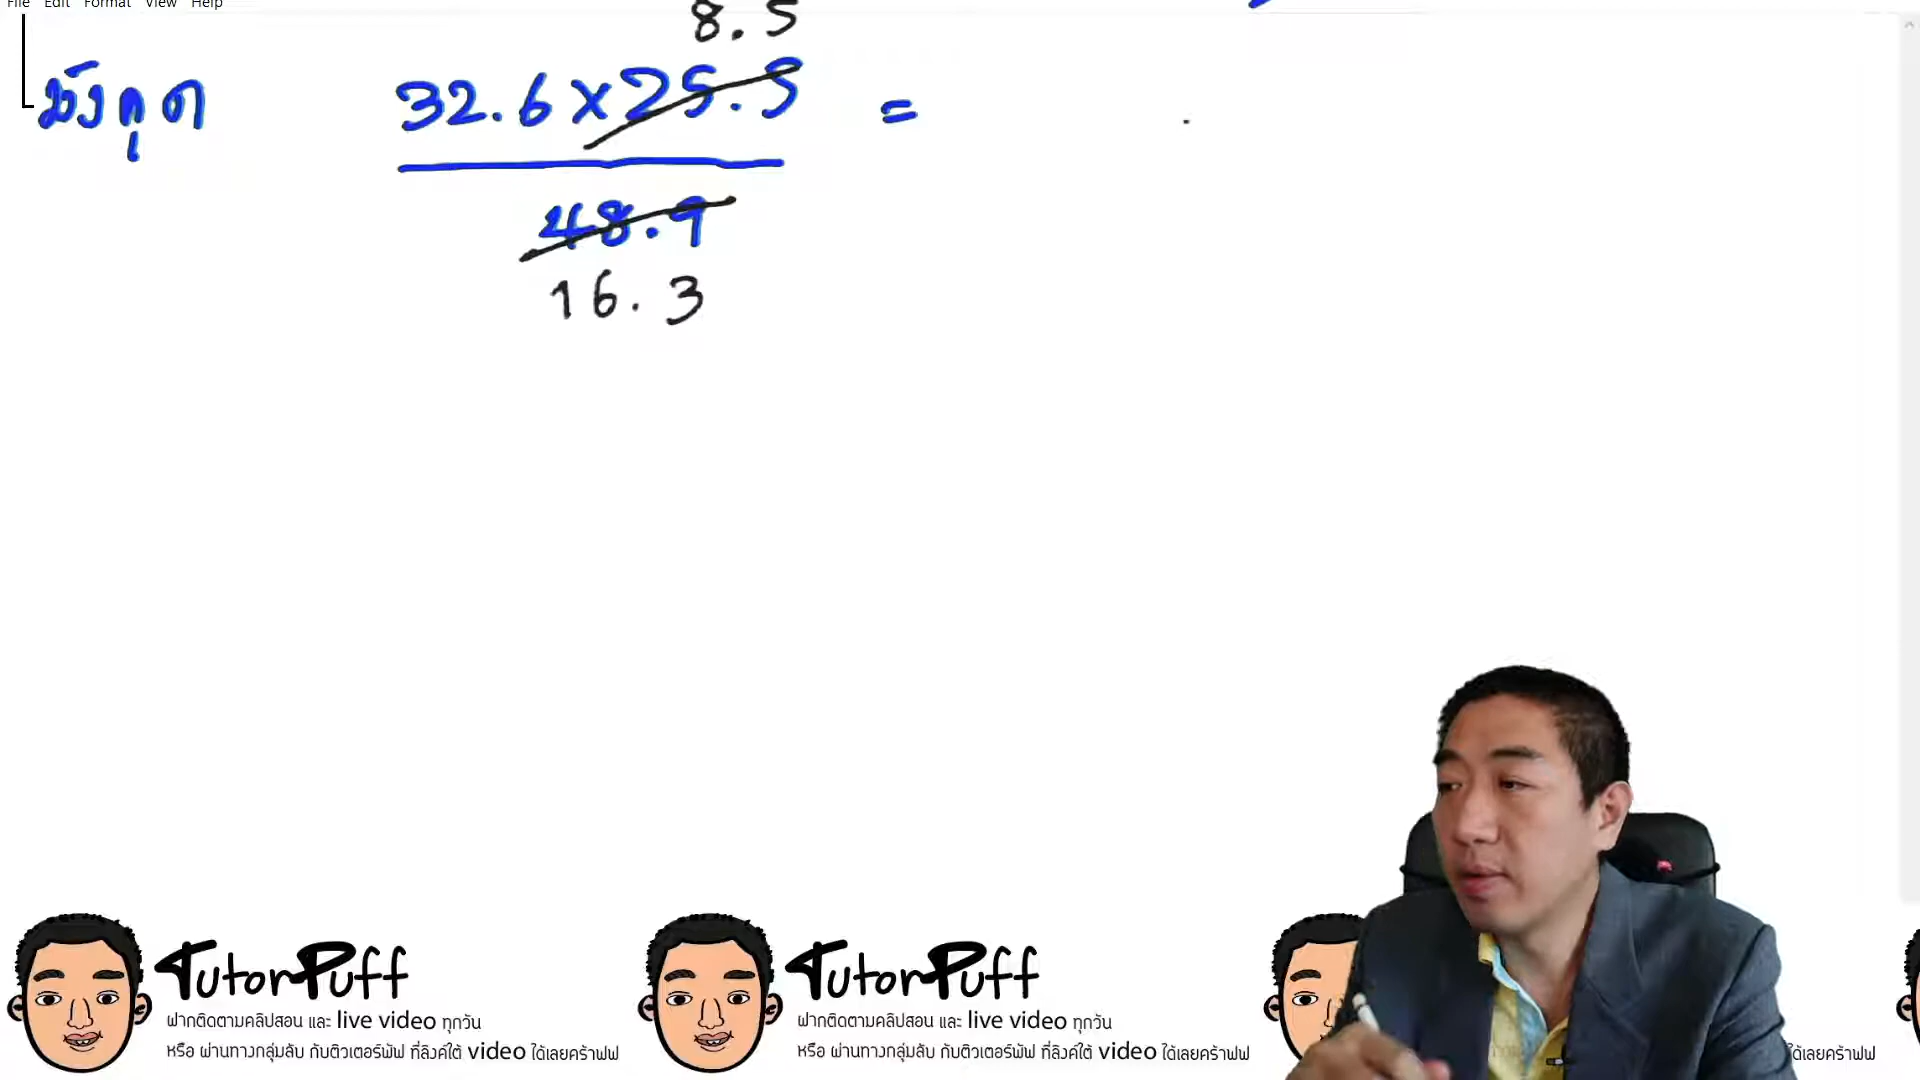 File Edit Format View Help
8.5
มังคุด 32.6 x 25.5 =
48.9
16.3
TutorPuff TutorPuff
ฝากติดตามคลิปสอน และ live video ทุกวัน ฝากติดตามคลิปสอน และ live video ทุกวัน
หรือ ผ่านทางกลุ่มลับ กับติวเตอร์พัฟ ที่ลิงค์ใต้ video ได้เลยคร้าฟฟ หรือ ผ่านทางกลุ่มลับ กับติวเตอร์พัฟ ที่ลิงค์ใต้ video ได้เลยคร้าฟฟ ได้เลยคร้าฟฟ